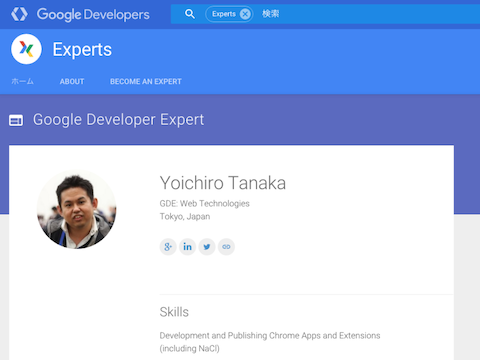 Google Developers
Experts
検索
Experts
ホーム
ABOUT
BECOME AN EXPERT
Google Developer Expert
Yoichiro Tanaka
GDE: Web Technologies
Tokyo, Japan
Skills
Development and Publishing Chrome Apps and Extensions
(including NaCl)